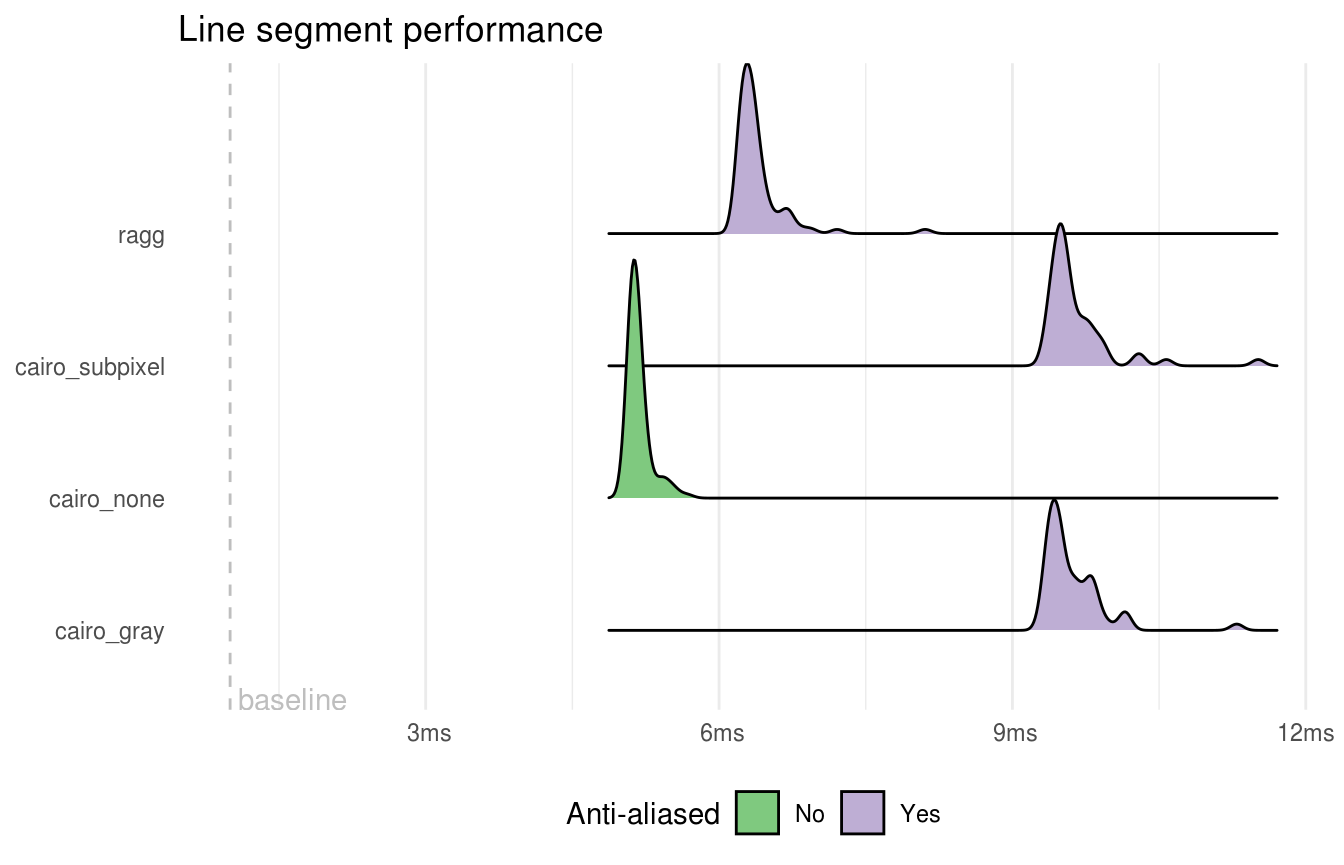 Line segment performance
ragg
cairo_subpixel
cairo_none
cairo_gray
baseline
3ms 6ms 9ms 12ms
Anti-aliased No Yes